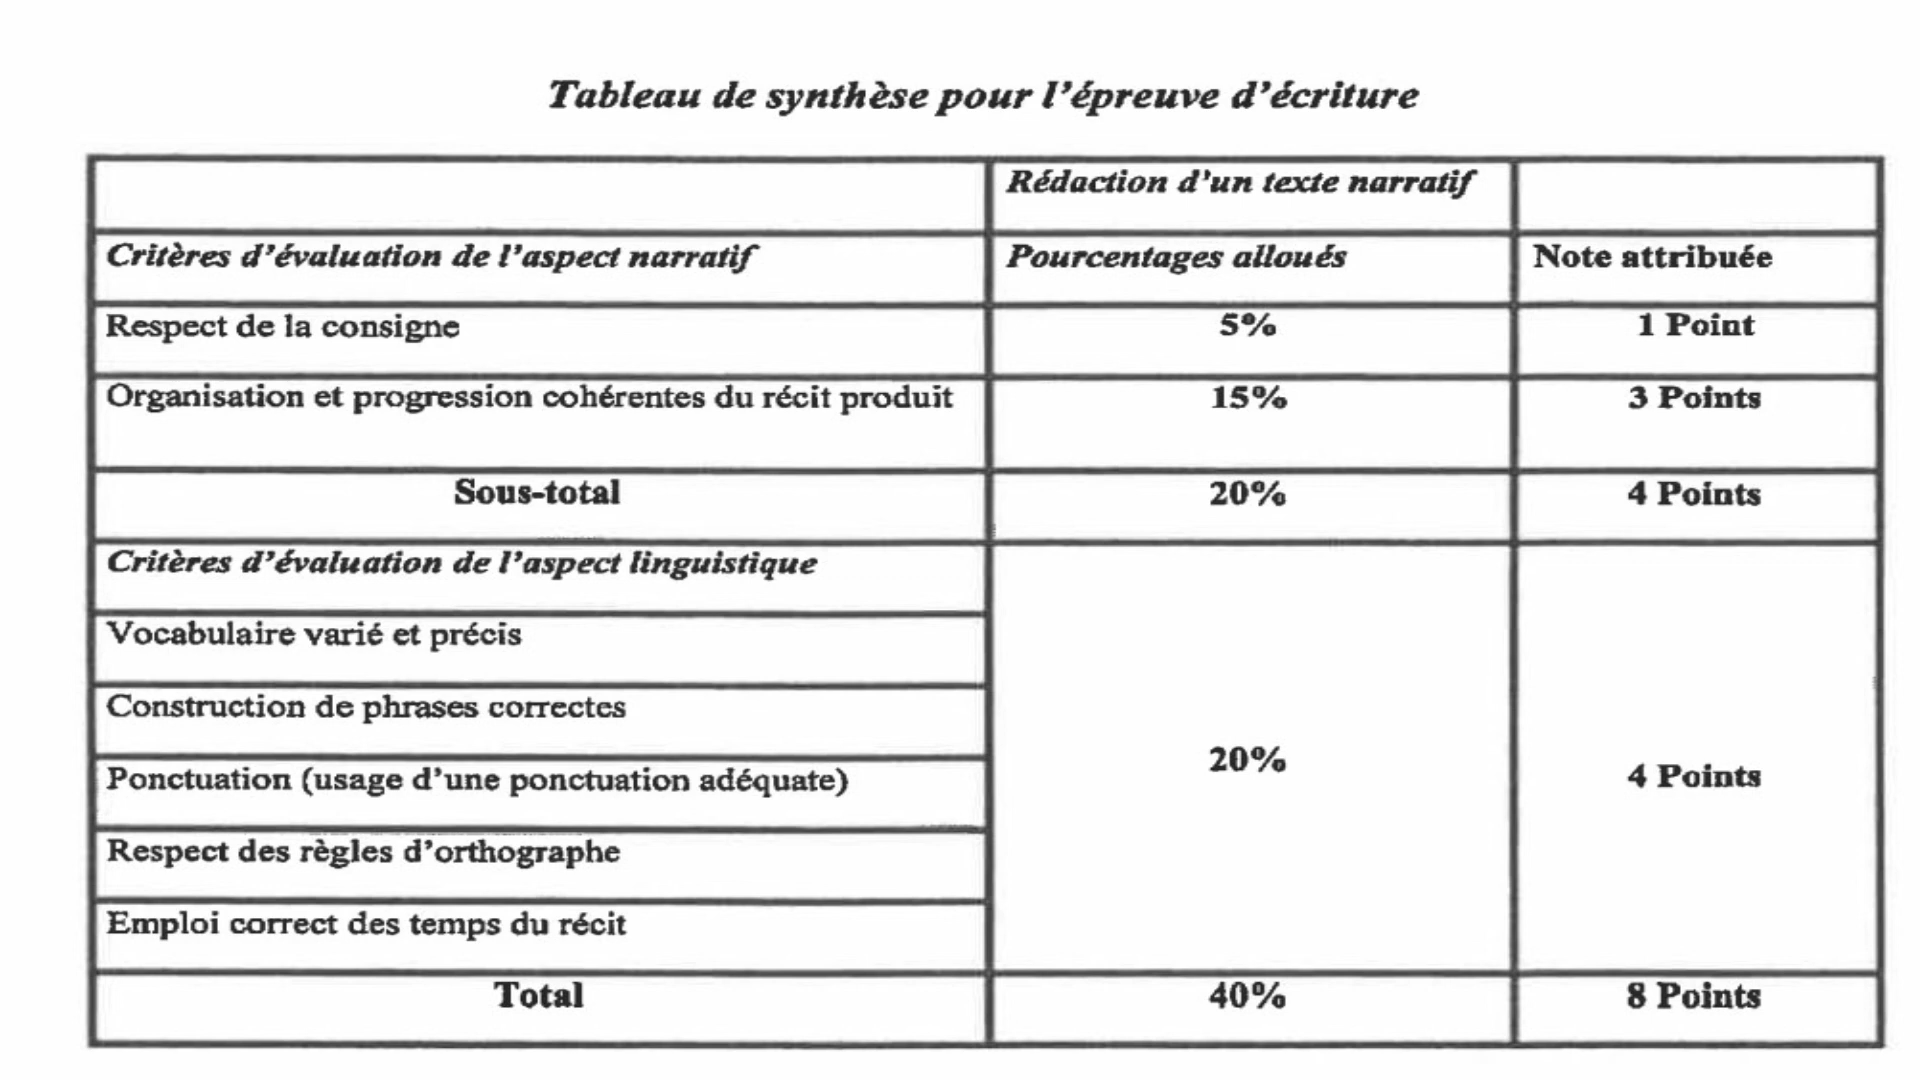 Tableau de synthèse pour l'épreuve d'écriture
Rédaction d'un texte narratif
Critères d'évaluation de l'aspect narratif Pourcentages alloués Note attribuée
Respect de la consigne 5% 1 Point
Organisation et progression cohérentes du récit produit 15% 3 Points
Sous-total 20% 4 Points
Critères d'évaluation de l'aspect linguistique
Vocabulaire varié et précis
Construction de phrases correctes
Ponctuation (usage d'une ponctuation adéquate) 20% 4 Points
Respect des règles d'orthographe
Emploi correct des temps du récit
Total 40% 8 Points